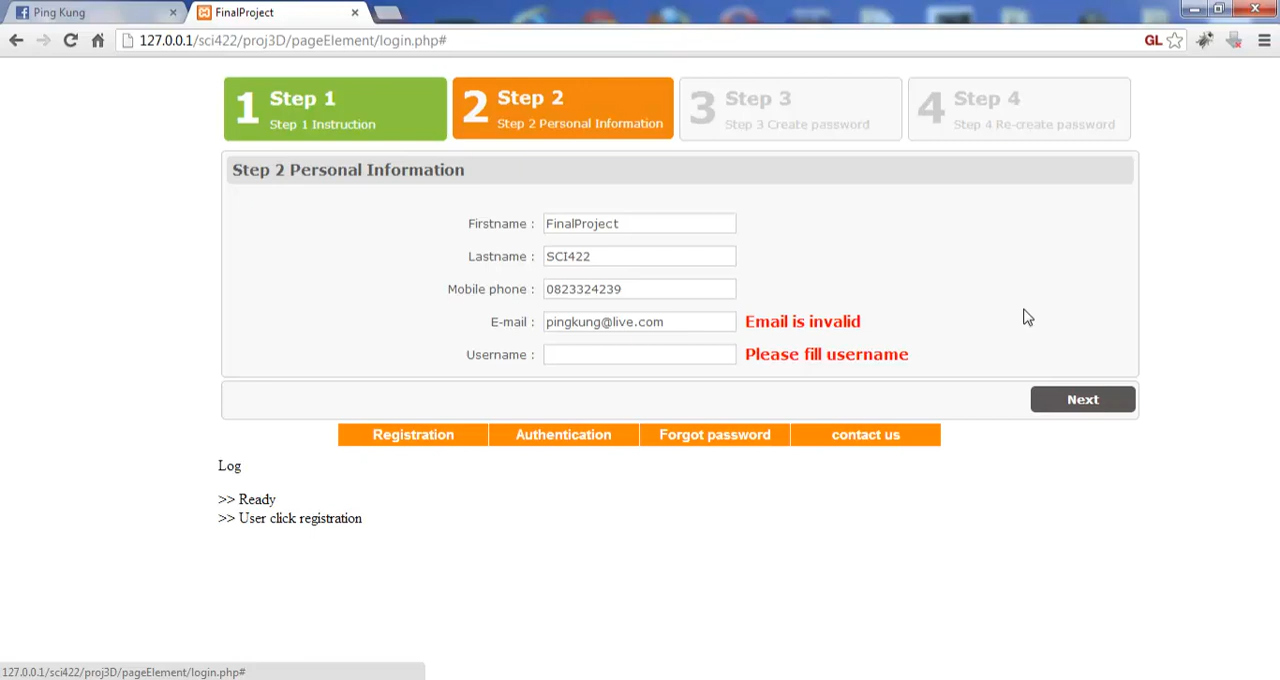 Ping Kung
FinalProject
127.0.0.1/sci422/proj3D/pageElement/login.php#
GL
1 Step 1
Step 1 Instruction
2 Step 2
Step 2 Personal Information
3 Step 3
Step 3 Create password
4 Step 4
Step 4 Re-create password
Step 2 Personal Information
Firstname : FinalProject
Lastname : SCI422
Mobile phone : 0823324239
E-mail : pingkung@live.com Email is invalid
Username : Please fill username
Next
Registration Authentication Forgot password contact us
Log
>> Ready
>> User click registration
127.0.0.1/sci422/proj3D/pageElement/login.php#